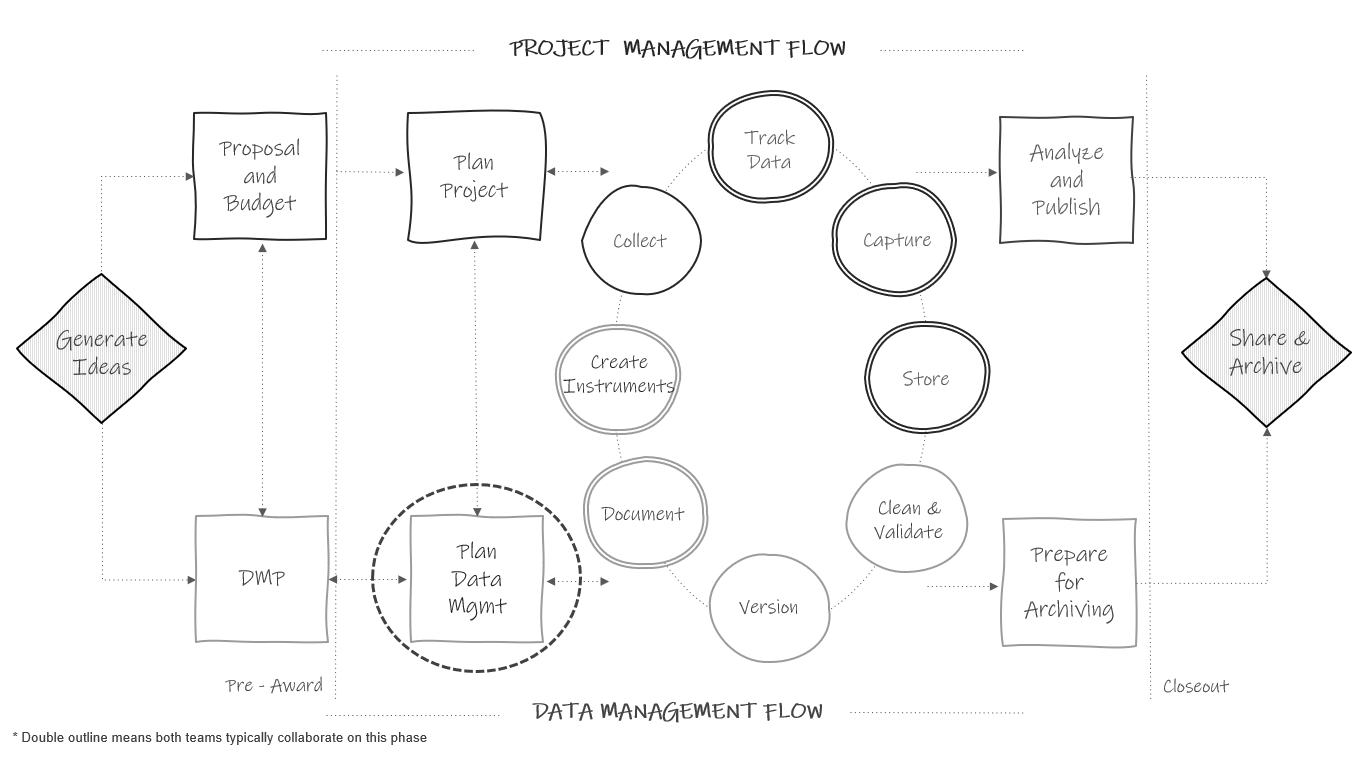 PROJECT MANAGEMENT FLOW
Proposal
and
Budget
Plan
Project
Track
Data
Analyze
and
Publish
Collect
Capture
Generate
Ideas
Create
Instruments
Store
Share &
Archive
Document
Clean &
Validate
DMP
Plan
Data
Mgmt
Version
Prepare
for
Archiving
Pre - Award
Closeout
DATA MANAGEMENT FLOW
* Double outline means both teams typically collaborate on this phase